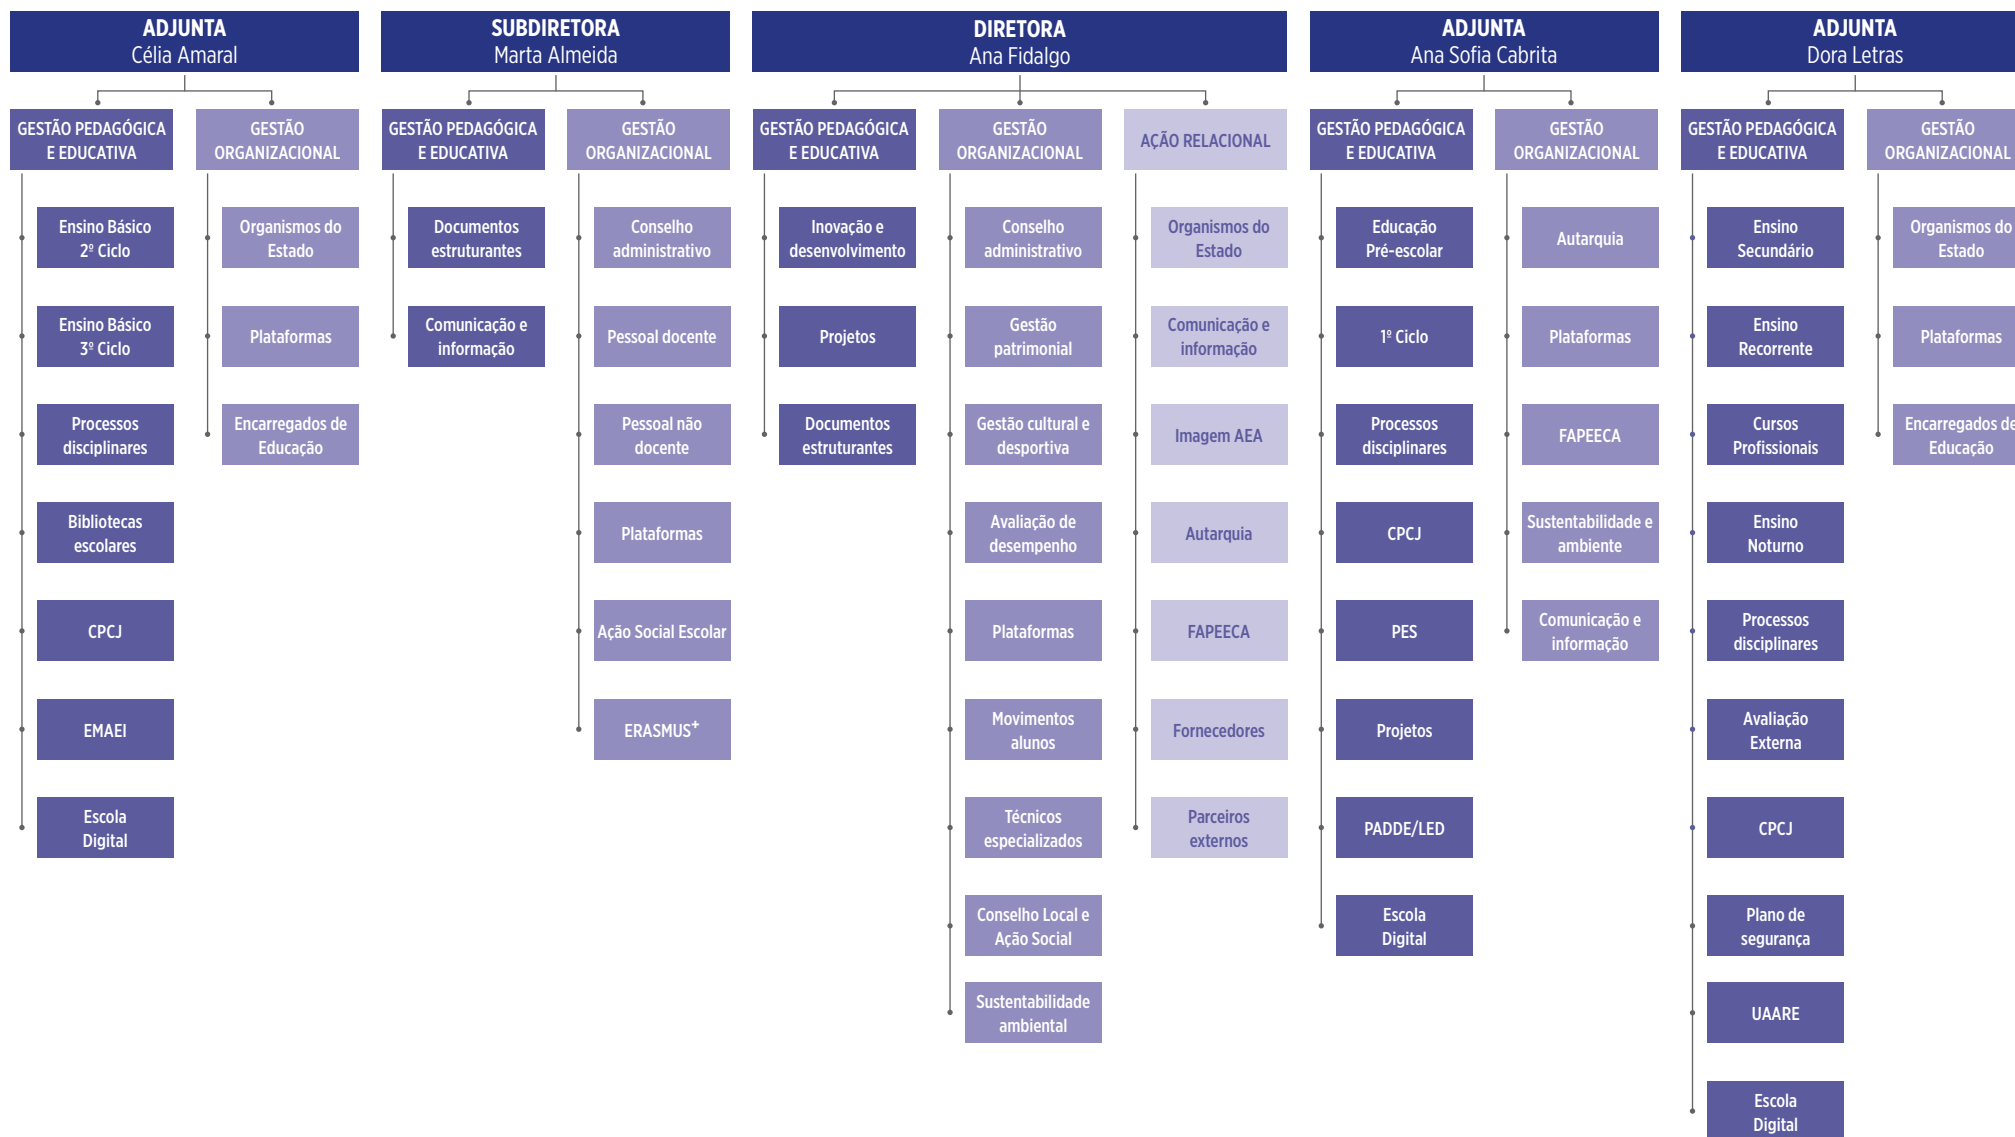 ADJUNTA
Célia Amaral
GESTÃO PEDAGÓGICA
E EDUCATIVA
Ensino Básico
2º Ciclo
Ensino Básico
3º Ciclo
Processos
disciplinares
Bibliotecas
escolares
CPCJ
EMAEI
Escola
Digital
GESTÃO
ORGANIZACIONAL
Organismos do
Estado
Plataformas
Encarregados de
Educação
SUBDIRETORA
Marta Almeida
GESTÃO PEDAGÓGICA
E EDUCATIVA
Documentos
estruturantes
Comunicação e
informação
GESTÃO
ORGANIZACIONAL
Conselho
administrativo
Pessoal docente
Pessoal não
docente
Plataformas
Ação Social Escolar
ERASMUS+
DIRETORA
Ana Fidalgo
GESTÃO PEDAGÓGICA
E EDUCATIVA
Inovação e
desenvolvimento
Projetos
Documentos
estruturantes
GESTÃO
ORGANIZACIONAL
Conselho
administrativo
Gestão
patrimonial
Gestão cultural e
desportiva
Avaliação de
desempenho
Plataformas
Movimentos
alunos
Técnicos
especializados
Conselho Local e
Ação Social
Sustentabilidade
ambiental
AÇÃO RELACIONAL
Organismos do
Estado
Comunicação e
informação
Imagem AEA
Autarquia
FAPEECA
Fornecedores
Parceiros
externos
ADJUNTA
Ana Sofia Cabrita
GESTÃO PEDAGÓGICA
E EDUCATIVA
Educação
Pré-escolar
1º Ciclo
Processos
disciplinares
CPCJ
PES
Projetos
PADDE/LED
Escola
Digital
GESTÃO
ORGANIZACIONAL
Autarquia
Plataformas
FAPEECA
Sustentabilidade e
ambiente
Comunicação e
informação
ADJUNTA
Dora Letras
GESTÃO PEDAGÓGICA
E EDUCATIVA
Ensino
Secundário
Ensino
Recorrente
Cursos
Profissionais
Ensino
Noturno
Processos
disciplinares
Avaliação
Externa
CPCJ
Plano de
segurança
UAARE
Escola
Digital
GESTÃO
ORGANIZACIONAL
Organismos do
Estado
Plataformas
Encarregados de
Educação